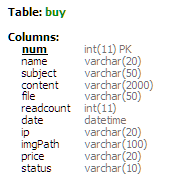 Table: buy
Columns:
num int(11) PK
name varchar(20)
subject varchar(50)
content varchar(2000)
file varchar(50)
readcount int(11)
date datetime
ip varchar(20)
imgPath varchar(100)
price varchar(20)
status varchar(10)